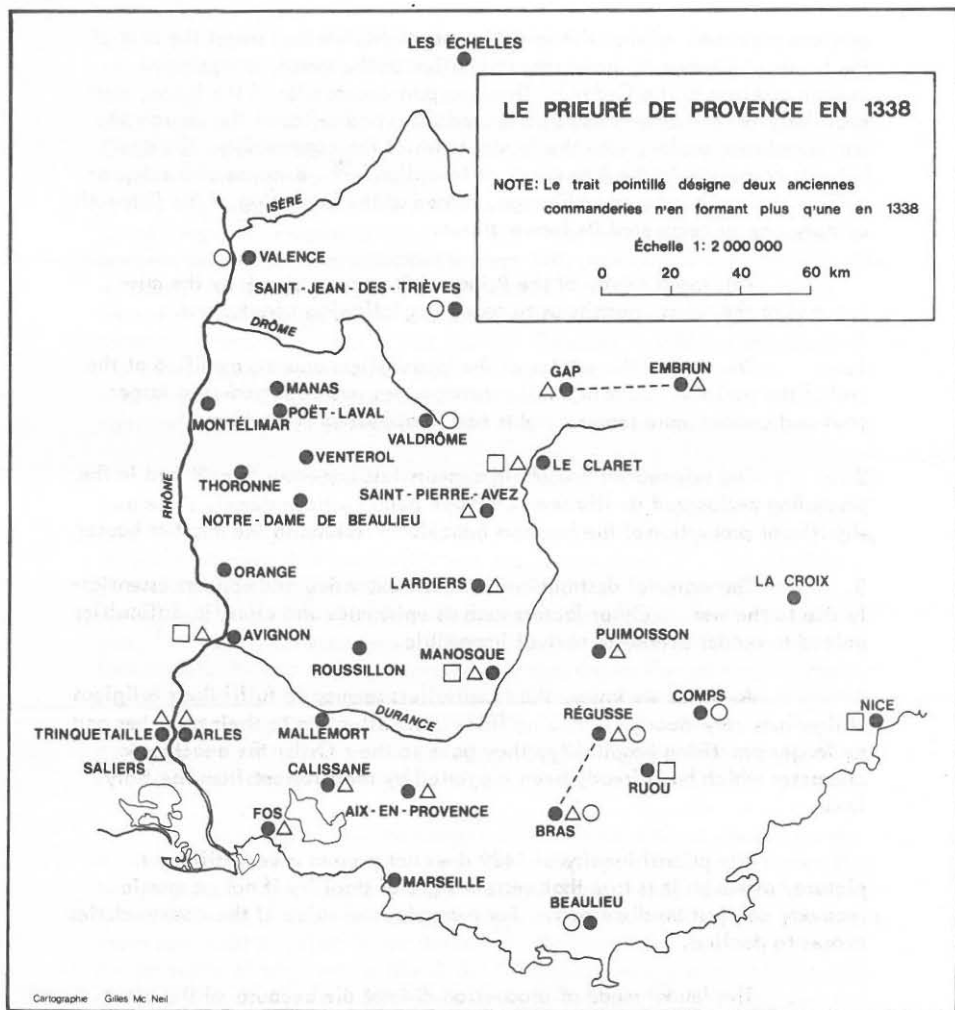 LES ÉCHELLES
LE PRIEURÉ DE PROVENCE EN 1338
NOTE: Le trait pointillé désigne deux anciennes
commanderies n'en formant plus qu'une en 1338
Échelle 1: 2 000 000
0 20 40 60 km
ISÈRE
VALENCE
SAINT-JEAN-DES-TRIÈVES
DRÔME
GAP
EMBRUN
MANAS
POËT-LAVAL
MONTÉLIMAR
VALDRÔME
VENTEROL
LE CLARET
THORONNE
SAINT-PIERRE-AVEZ
RHÔNE
NOTRE-DAME DE BEAULIEU
ORANGE
LARDIERS
LA CROIX
AVIGNON
PUIMOISSON
ROUSSILLON
MANOSQUE
COMPS
NICE
DURANCE
RÉGUSSE
TRINQUETAILLE
ARLES
MALLEMORT
SALIERS
CALISSANE
RUOU
AIX-EN-PROVENCE
FOS
BRAS
MARSEILLE
BEAULIEU
Cartographe Gilles Mc Neil